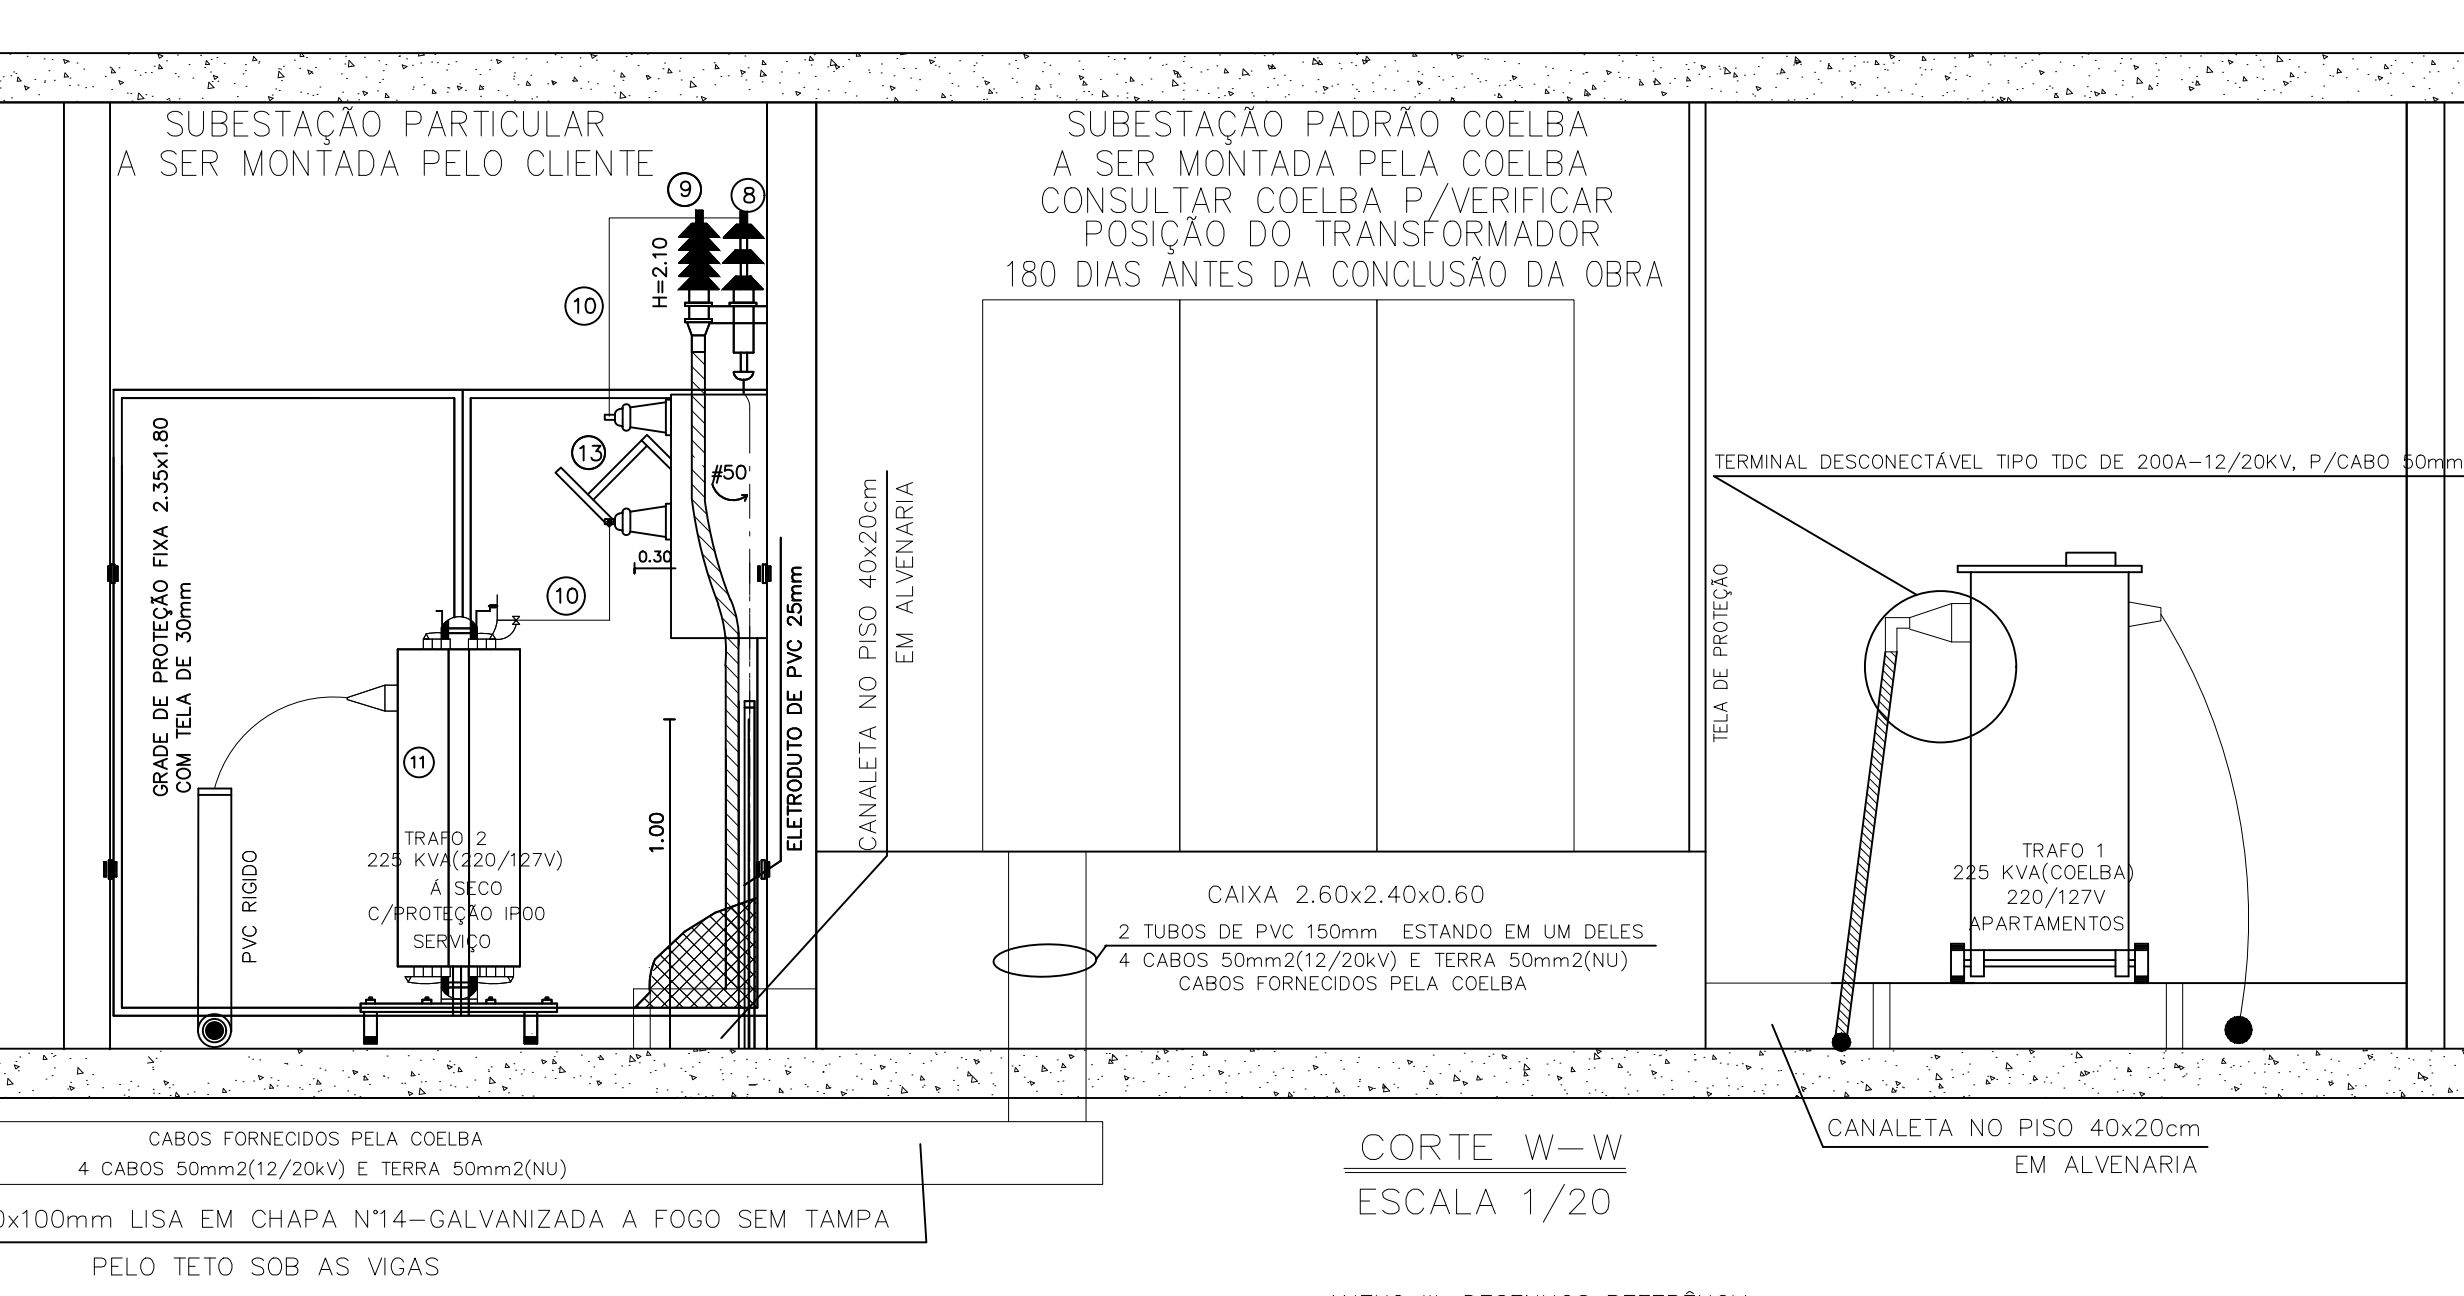 SUBESTAÇÃO PARTICULAR
A SER MONTADA PELO CLIENTE
9
8
H=2.10
10
13
#50
0.30
10
GRADE DE PROTEÇÃO FIXA 2.35x1.80
COM TELA DE 30mm
11
TRAFO 2
225 KVA(220/127V)
Á SECO
C/PROTEÇÃO IP00
SERVIÇO
PVC RIGIDO
1.00
ELETRODUTO DE PVC 25mm
CANALETA NO PISO 40x20cm
EM ALVENARIA
SUBESTAÇÃO PADRÃO COELBA
A SER MONTADA PELA COELBA
CONSULTAR COELBA P/VERIFICAR
POSIÇÃO DO TRANSFORMADOR
180 DIAS ANTES DA CONCLUSÃO DA OBRA
CAIXA 2.60x2.40x0.60
2 TUBOS DE PVC 150mm ESTANDO EM UM DELES
4 CABOS 50mm2(12/20kV) E TERRA 50mm2(NU)
CABOS FORNECIDOS PELA COELBA
TERMINAL DESCONECTÁVEL TIPO TDC DE 200A-12/20KV, P/CABO 50mm
TELA DE PROTEÇÃO
TRAFO 1
225 KVA(COELBA)
220/127V
APARTAMENTOS
CANALETA NO PISO 40x20cm
EM ALVENARIA
CABOS FORNECIDOS PELA COELBA
4 CABOS 50mm2(12/20kV) E TERRA 50mm2(NU)
0x100mm LISA EM CHAPA N°14-GALVANIZADA A FOGO SEM TAMPA
PELO TETO SOB AS VIGAS
CORTE W-W
ESCALA 1/20